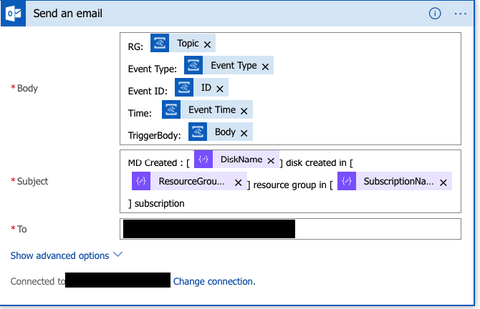 Send an email
RG: Topic ×
Event Type: Event Type ×
Event ID: ID ×
* Body
Time: Event Time ×
TriggerBody: Body ×
MD Created : [ DiskName × ] disk created in [
* Subject
ResourceGrou... × ] resource group in [ SubscriptionNa... ×
] subscription
* To
Show advanced options
Connected to Change connection.